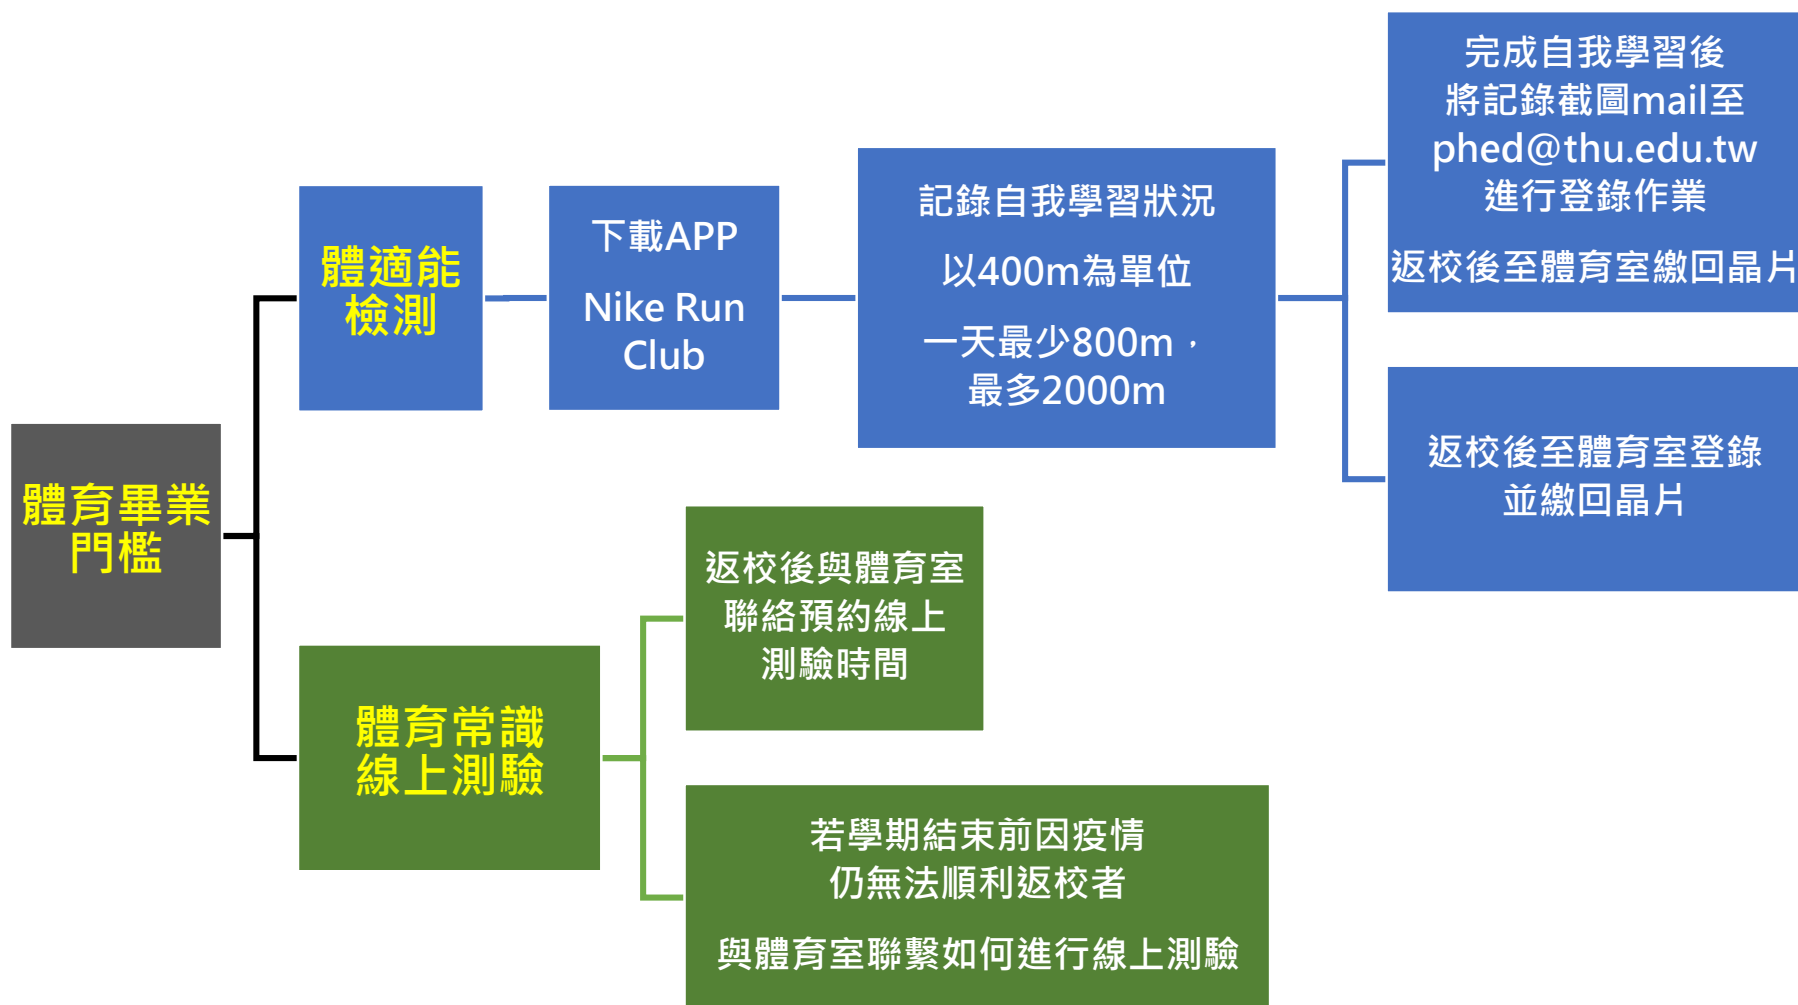 體育畢業
門檻
體適能
檢測
下載APP
Nike Run
Club
記錄自我學習狀況
以400m為單位
一天最少800m，
最多2000m
完成自我學習後
將記錄截圖mail至
phed@thu.edu.tw
進行登錄作業
返校後至體育室繳回晶片
返校後至體育室登錄
並繳回晶片
體育常識
線上測驗
返校後與體育室
聯絡預約線上
測驗時間
若學期結束前因疫情
仍無法順利返校者
與體育室聯繫如何進行線上測驗